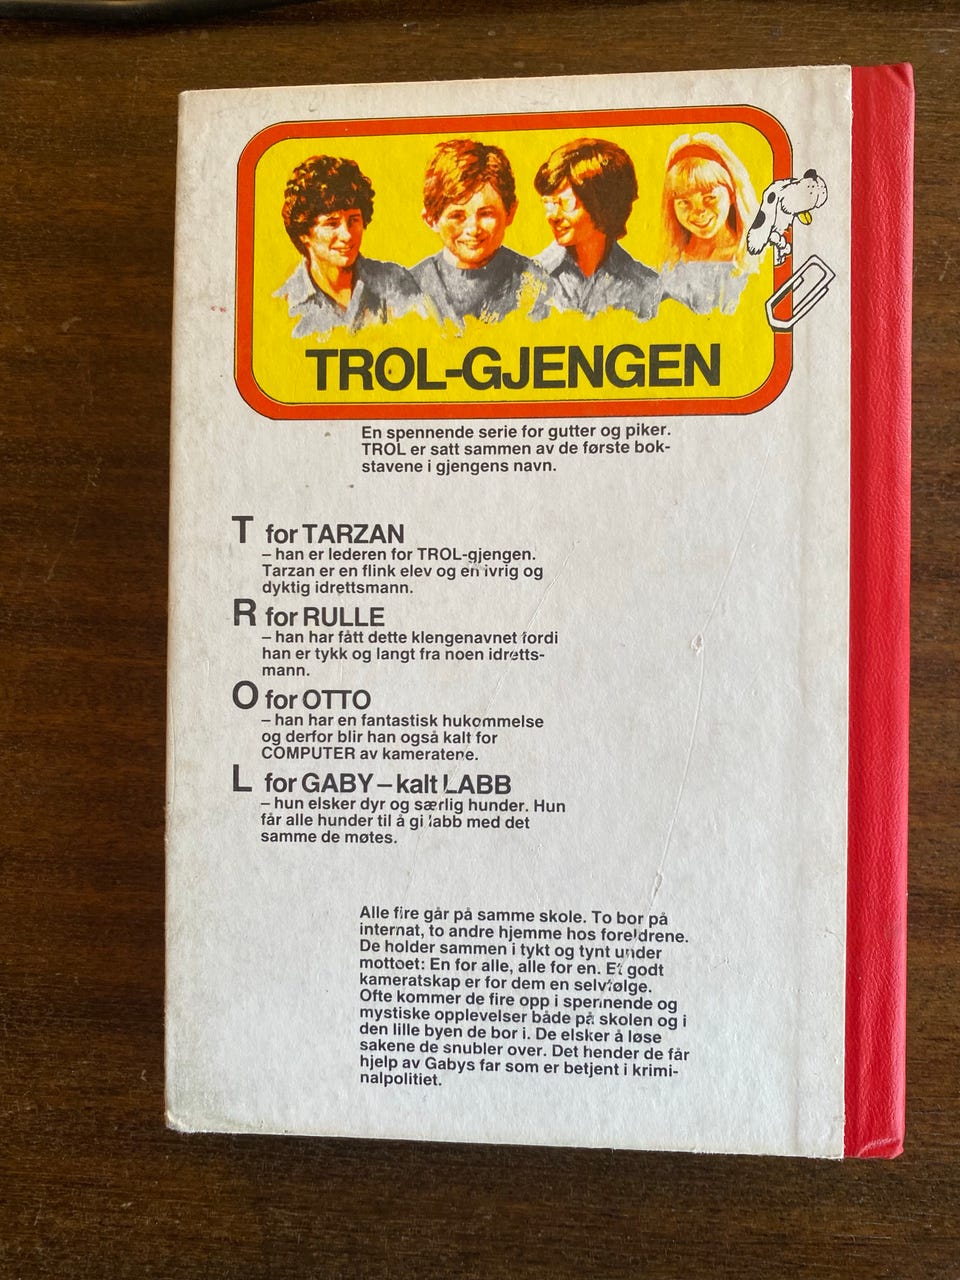 TROL-GJENGEN
En spennende serie for gutter og piker.
TROL er satt sammen av de første bok-
stavene i gjengens navn.
T for TARZAN
– han er lederen for TROL-gjengen.
Tarzan er en flink elev og en ivrig og
dyktig idrettsmann.
R for RULLE
– han har fått dette klengenavnet fordi
han er tykk og langt fra noen idretts-
mann.
O for OTTO
– han har en fantastisk hukommelse
og derfor blir han også kalt for
COMPUTER av kameratene.
L for GABY – kalt LABB
– hun elsker dyr og særlig hunder. Hun
får alle hunder til å gi labb med det
samme de møtes.
Alle fire går på samme skole. To bor på
internat, to andre hjemme hos foreldrene.
De holder sammen i tykt og tynt under
mottoet: En for alle, alle for en. Et godt
kameratskap er for dem en selvfølge.
Ofte kommer de fire opp i spennende og
mystiske opplevelser både på skolen og i
den lille byen de bor i. De elsker å løse
sakene de snubler over. Det hender de får
hjelp av Gabys far som er betjent i krimi-
nalpolitiet.